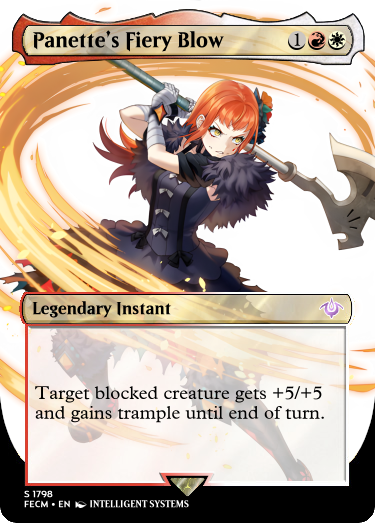 Panette's Fiery Blow 1
Legendary Instant
Target blocked creature gets +5/+5
and gains trample until end of turn.
S 1798
FECM • EN INTELLIGENT SYSTEMS